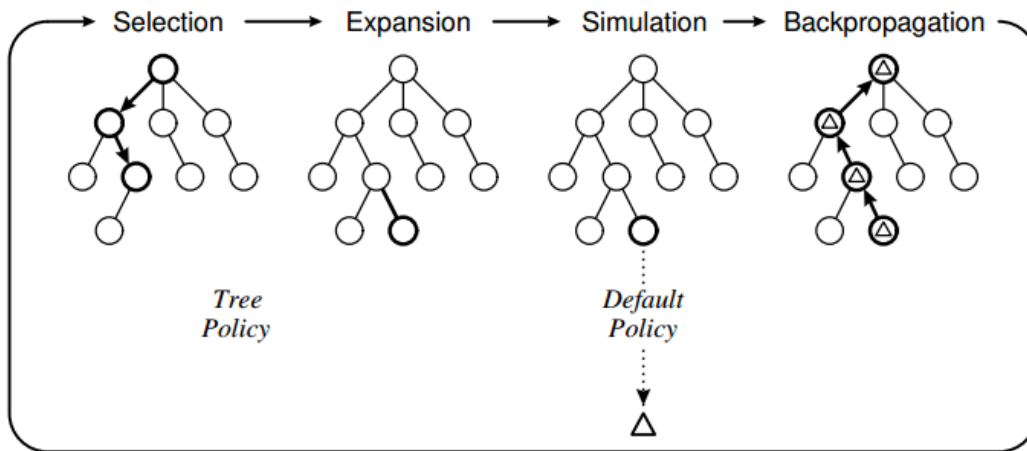 Selection Expansion Simulation Backpropagation
Tree
Policy
Default
Policy